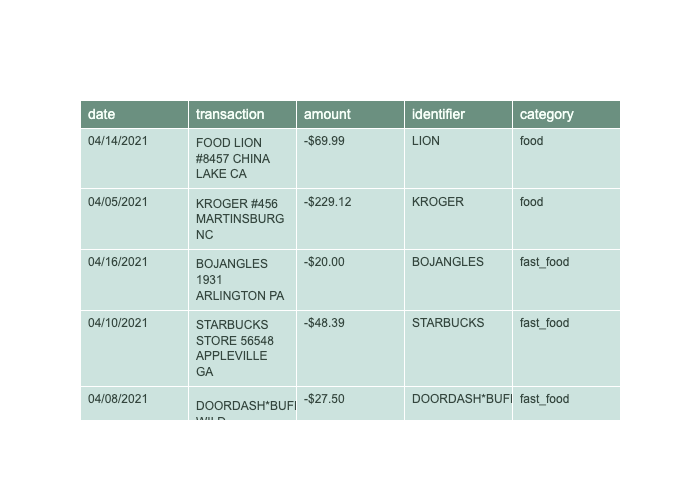 date transaction amount identifier category
04/14/2021 FOOD LION -$69.99 LION food
#8457 CHINA
LAKE CA
04/05/2021 KROGER #456 -$229.12 KROGER food
MARTINSBURG
NC
04/16/2021 BOJANGLES -$20.00 BOJANGLES fast_food
1931
ARLINGTON PA
04/10/2021 STARBUCKS -$48.39 STARBUCKS fast_food
STORE 56548
APPLEVILLE
GA
04/08/2021 DOORDASH*BUF -$27.50 DOORDASH*BUF fast_food
WILD